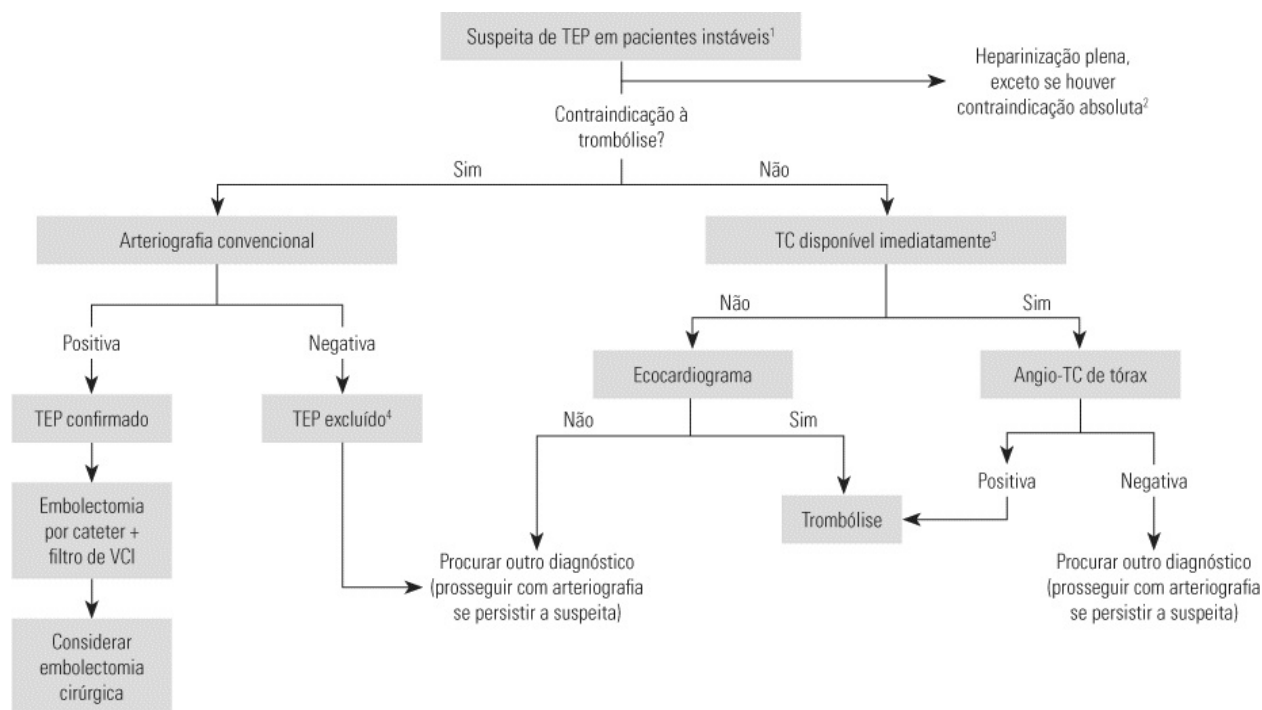 Suspeita de TEP em pacientes instáveis¹
Heparinização plena,
exceto se houver
contraindicação absoluta²
Contraindicação à
trombólise?
Sim
Não
Arteriografia convencional
TC disponível imediatamente³
Não
Sim
Positiva
Negativa
Ecocardiograma
Angio-TC de tórax
TEP confirmado
TEP excluído⁴
Não
Sim
Positiva
Negativa
Embolectomia
por cateter +
filtro de VCI
Trombólise
Procurar outro diagnóstico
(prosseguir com arteriografia
se persistir a suspeita)
Procurar outro diagnóstico
(prosseguir com arteriografia
se persistir a suspeita)
Considerar
embolectomia
cirúrgica